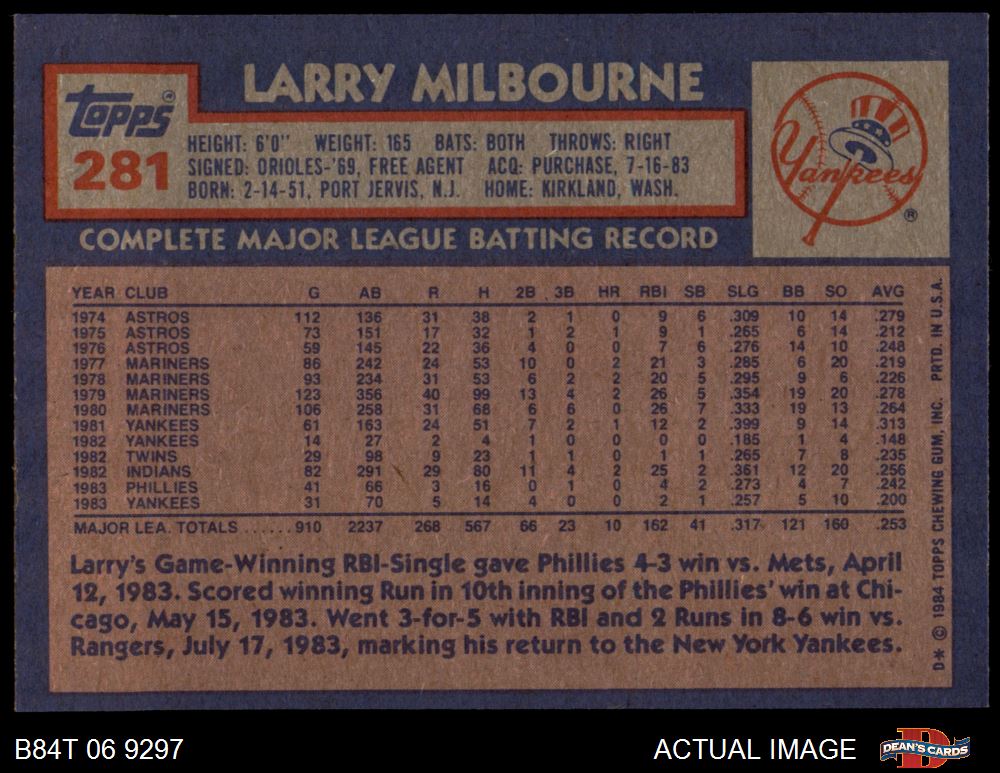 LARRY MILBOURNE
Topps®
281
HEIGHT: 6'0" WEIGHT: 165 BATS: BOTH THROWS: RIGHT
SIGNED: ORIOLES-'69, FREE AGENT ACQ: PURCHASE, 7-16-83
BORN: 2-14-51, PORT JERVIS, N.J. HOME: KIRKLAND, WASH.
Yankees
®
COMPLETE MAJOR LEAGUE BATTING RECORD
YEAR CLUB G AB R H 2B 3B HR RBI SB SLG BB SO AVG
1974 ASTROS 112 136 31 38 2 1 0 9 6 .309 10 14 .279
1975 ASTROS 73 151 17 32 1 2 1 9 1 .265 6 14 .212
1976 ASTROS 59 145 22 36 4 0 0 7 6 .276 14 10 .248
1977 MARINERS 86 242 24 53 10 0 2 21 3 .285 6 20 .219
1978 MARINERS 93 234 31 53 6 2 2 20 5 .295 9 6 .226
1979 MARINERS 123 356 40 99 13 4 2 26 5 .354 19 20 .278
1980 MARINERS 106 258 31 68 6 6 0 26 7 .333 19 13 .264
1981 YANKEES 61 163 24 51 7 2 1 12 2 .399 9 14 .313
1982 YANKEES 14 27 2 4 1 0 0 0 0 .185 1 4 .148
1982 TWINS 29 98 9 23 1 1 0 1 1 .265 7 8 .235
1982 INDIANS 82 291 29 80 11 4 2 25 2 .361 12 20 .256
1983 PHILLIES 41 66 3 16 0 1 0 4 2 .273 4 7 .242
1983 YANKEES 31 70 5 14 4 0 0 2 1 .257 5 10 .200
MAJOR LEA. TOTALS ......910 2237 268 567 66 23 10 162 41 .317 121 160 .253
Larry's Game-Winning RBI-Single gave Phillies 4-3 win vs. Mets, April
12, 1983. Scored winning Run in 10th inning of the Phillies' win at Chi-
cago, May 15, 1983. Went 3-for-5 with RBI and 2 Runs in 8-6 win vs.
Rangers, July 17, 1983, marking his return to the New York Yankees.
D* © 1984 TOPPS CHEWING GUM, INC. PRTD. IN U.S.A.
B84T 06 9297
ACTUAL IMAGE
DEAN'S CARDS